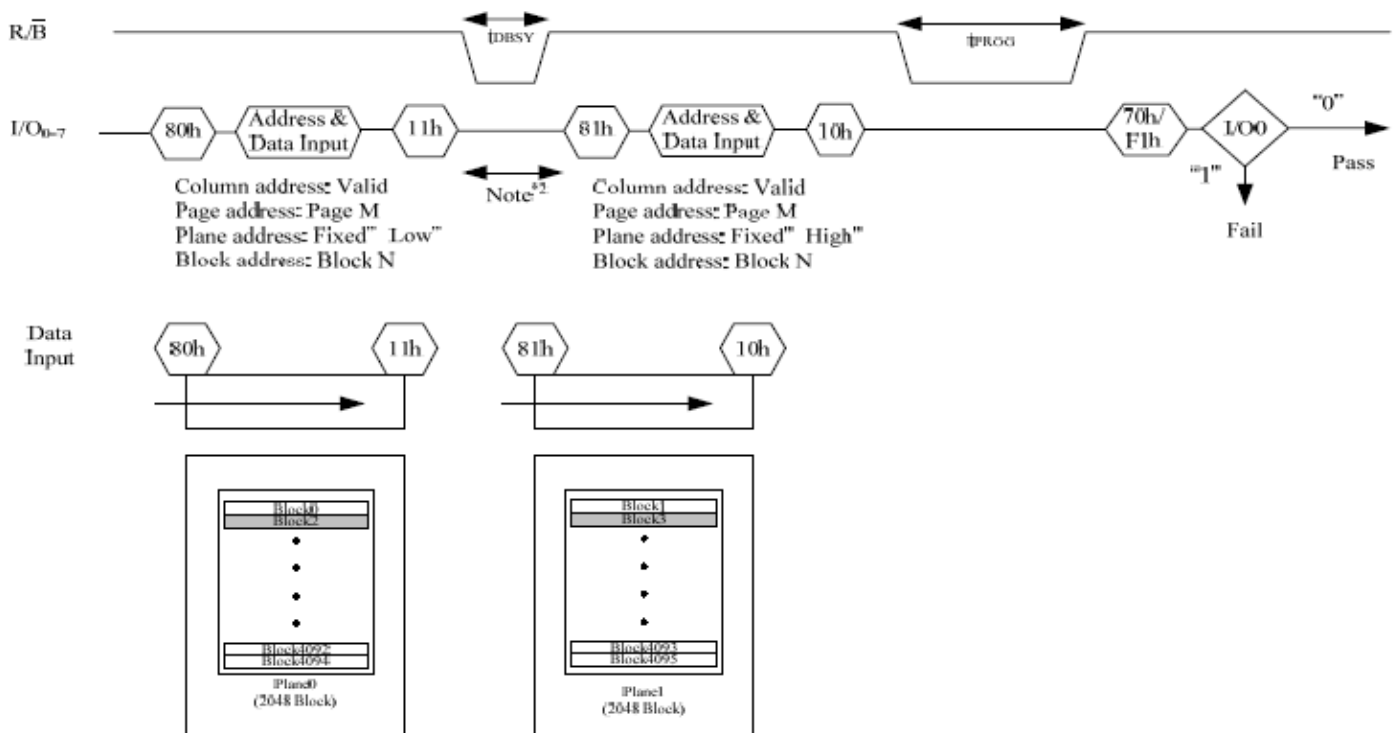 R/B
tDBSY
tPROG
I/O0~7
80h
Address &
Data Input
11h
81h
Address &
Data Input
10h
70h/
F1h
I/O0
“0”
Pass
“1”
Fail
Note*2
Column address: Valid
Page address: Page M
Plane address: Fixed” Low”
Block address: Block N
Column address: Valid
Page address: Page M
Plane address: Fixed” High”
Block address: Block N
Data
Input
80h
11h
81h
10h
Block0
Block2
Block4092
Block4094
Plane0
(2048 Block)
Block1
Block3
Block4093
Block4095
Plane1
(2048 Block)